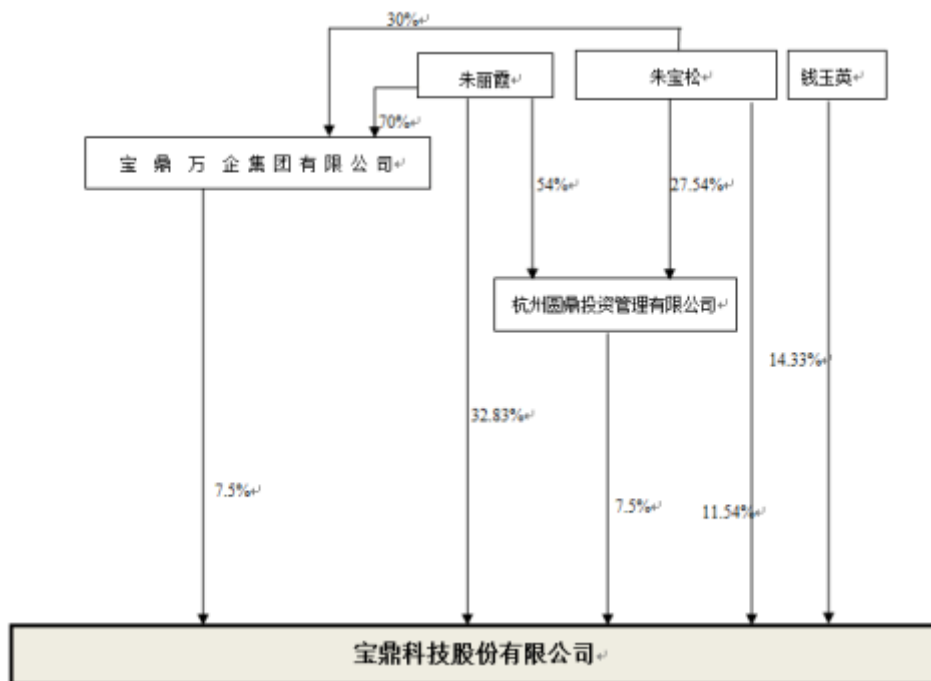 30%
朱丽霞
朱宝松
钱玉英
70%
宝鼎万企集团有限公司
54%
27.54%
杭州圆鼎投资管理有限公司
14.33%
32.83%
7.5%
7.5%
11.54%
宝鼎科技股份有限公司